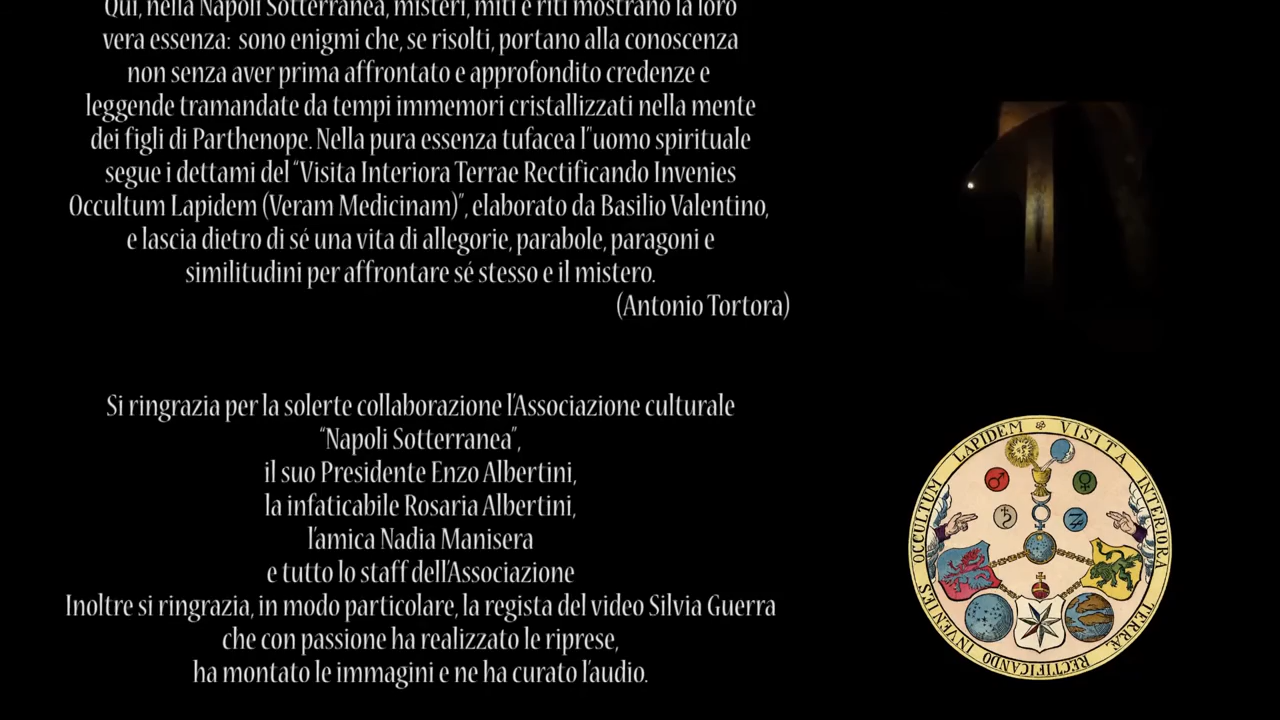 Qui, nella Napoli Sotterranea, misteri, miti e riti mostrano la loro
vera essenza: sono enigmi che, se risolti, portano alla conoscenza
non senza aver prima affrontato e approfondito credenze e
leggende tramandate da tempi immemori cristallizzati nella mente
dei figli di Parthenope. Nella pura essenza tufacea l"uomo spirituale
segue i dettami del “Visita Interiora Terrae Rectificando Invenies
Occultum Lapidem (Veram Medicinam)”, elaborato da Basilio Valentino,
e lascia dietro di sé una vita di allegorie, parabole, paragoni e
similitudini per affrontare sé stesso e il mistero.
(Antonio Tortora)
Si ringrazia per la solerte collaborazione l’Associazione culturale
“Napoli Sotterranea”,
il suo Presidente Enzo Albertini,
la infaticabile Rosaria Albertini,
l’amica Nadia Manisera
e tutto lo staff dell’Associazione
Inoltre si ringrazia, in modo particolare, la regista del video Silvia Guerra
che con passione ha realizzato le riprese,
ha montato le immagini e ne ha curato l’audio.
VISITA INTERIORA TERRÆ RECTIFICANDO INVENIES OCCULTUM LAPIDEM